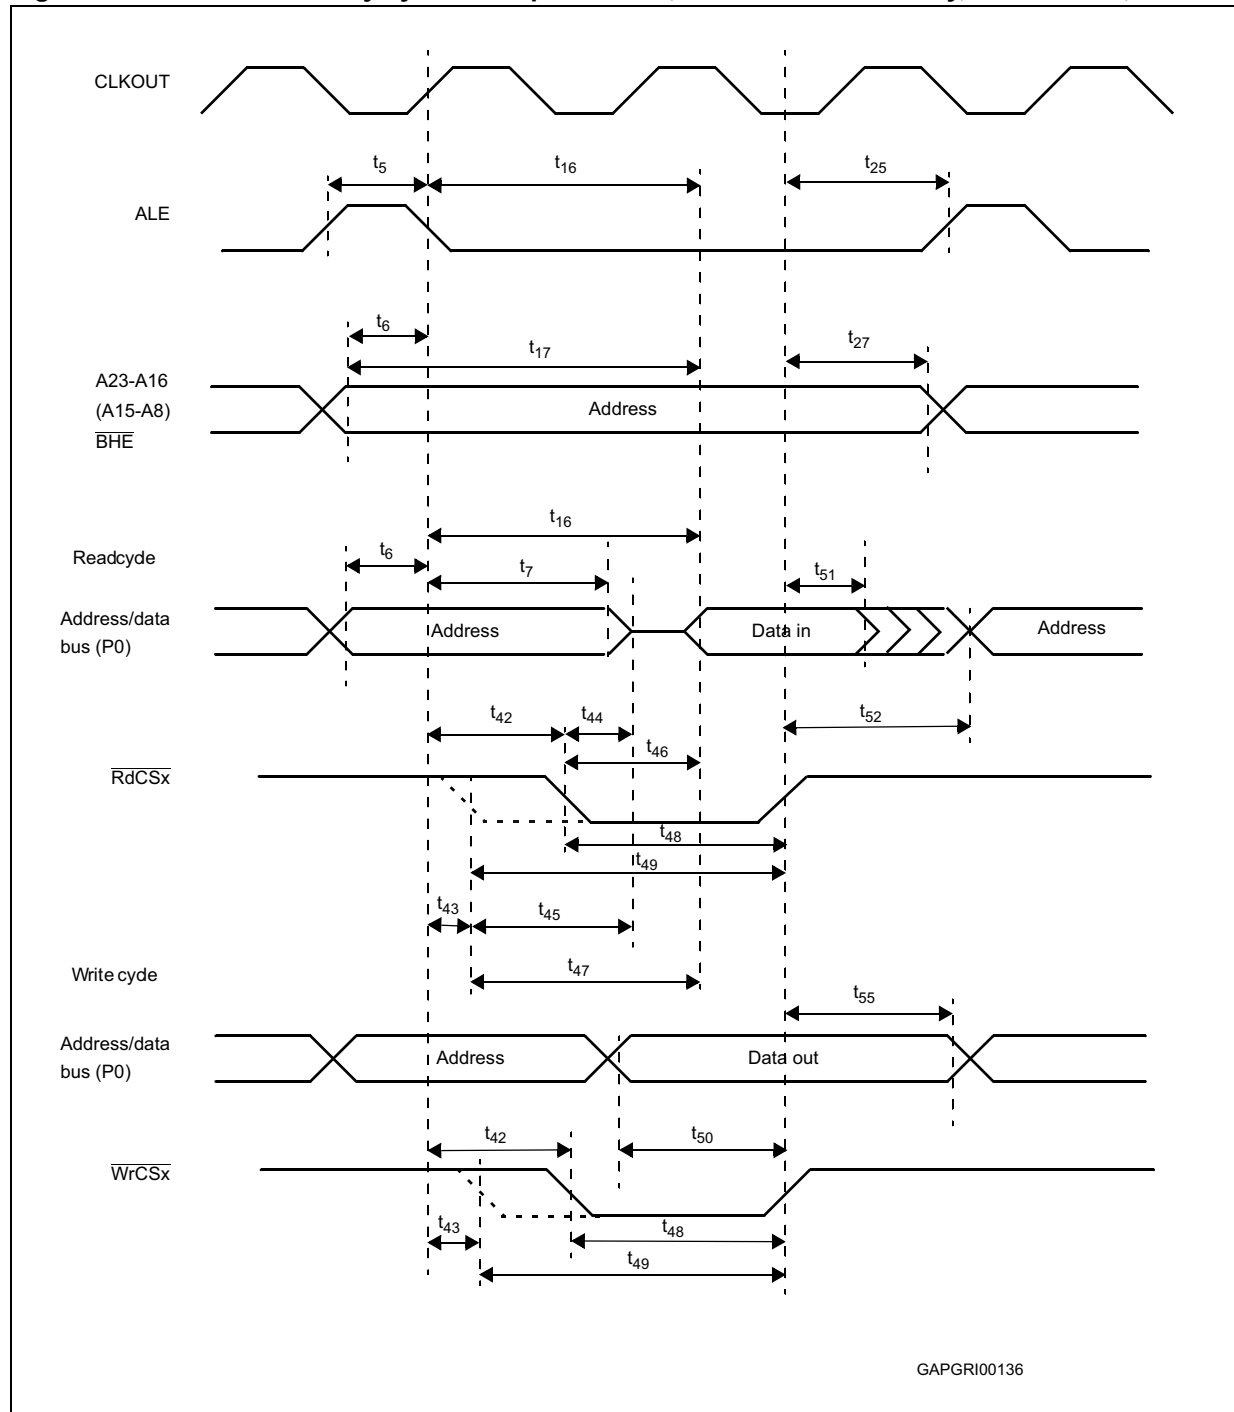 CLKOUT
t5
t16
t25
ALE
t6
t17
t27
A23-A16
(A15-A8)
BHE
Address
t16
Readcyde
t6
t7
t51
Address/data
bus (P0)
Address
Data in
Address
t42
t44
t52
t46
RdCSx
t48
t49
t43
t45
Write cyde
t47
t55
Address/data
bus (P0)
Address
Data out
t42
t50
WrCSx
t43
t48
t49
GAPGRI00136